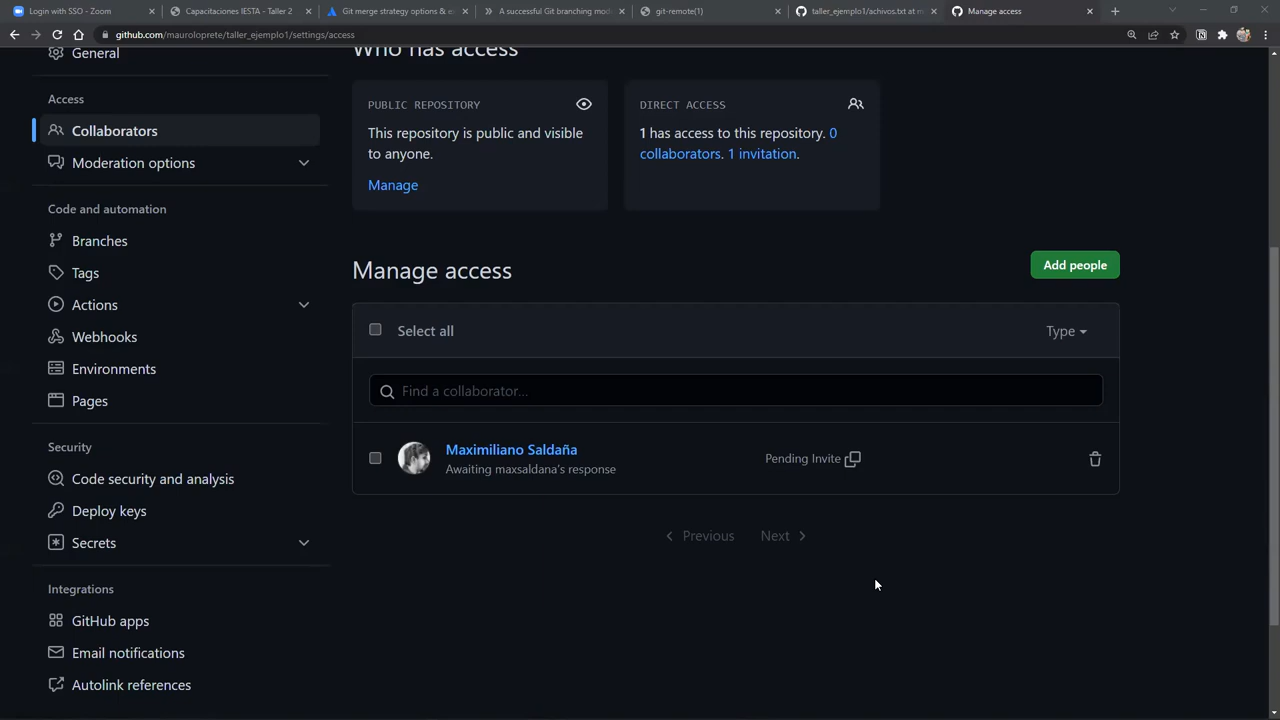 Login with SSO - Zoom
Capacitaciones IESTA - Taller 2
Git merge strategy options & e
A successful Git branching mod
git-remote(1)
taller_ejemplo1/achivos.txt at m
Manage access
github.com/mauroloprete/taller_ejemplo1/settings/access
General
Access
Collaborators
Moderation options
Code and automation
Branches
Tags
Actions
Webhooks
Environments
Pages
Security
Code security and analysis
Deploy keys
Secrets
Integrations
GitHub apps
Email notifications
Autolink references
Who has access
PUBLIC REPOSITORY
This repository is public and visible
to anyone.
Manage
DIRECT ACCESS
1 has access to this repository. 0
collaborators. 1 invitation.
Manage access
Add people
Select all
Type
Find a collaborator...
Maximiliano Saldaña
Awaiting maxsaldana's response
Pending Invite
Previous
Next